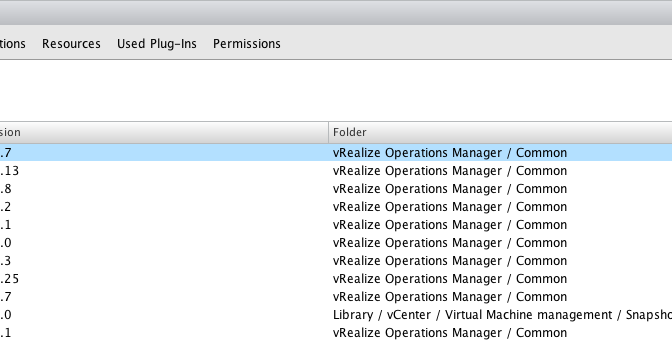 tions Resources Used Plug-Ins Permissions
sion Folder
.7 vRealize Operations Manager / Common
.13 vRealize Operations Manager / Common
.8 vRealize Operations Manager / Common
.2 vRealize Operations Manager / Common
.1 vRealize Operations Manager / Common
.0 vRealize Operations Manager / Common
.3 vRealize Operations Manager / Common
.25 vRealize Operations Manager / Common
.7 vRealize Operations Manager / Common
.0 Library / vCenter / Virtual Machine management / Snapsho
.1 vRealize Operations Manager / Common